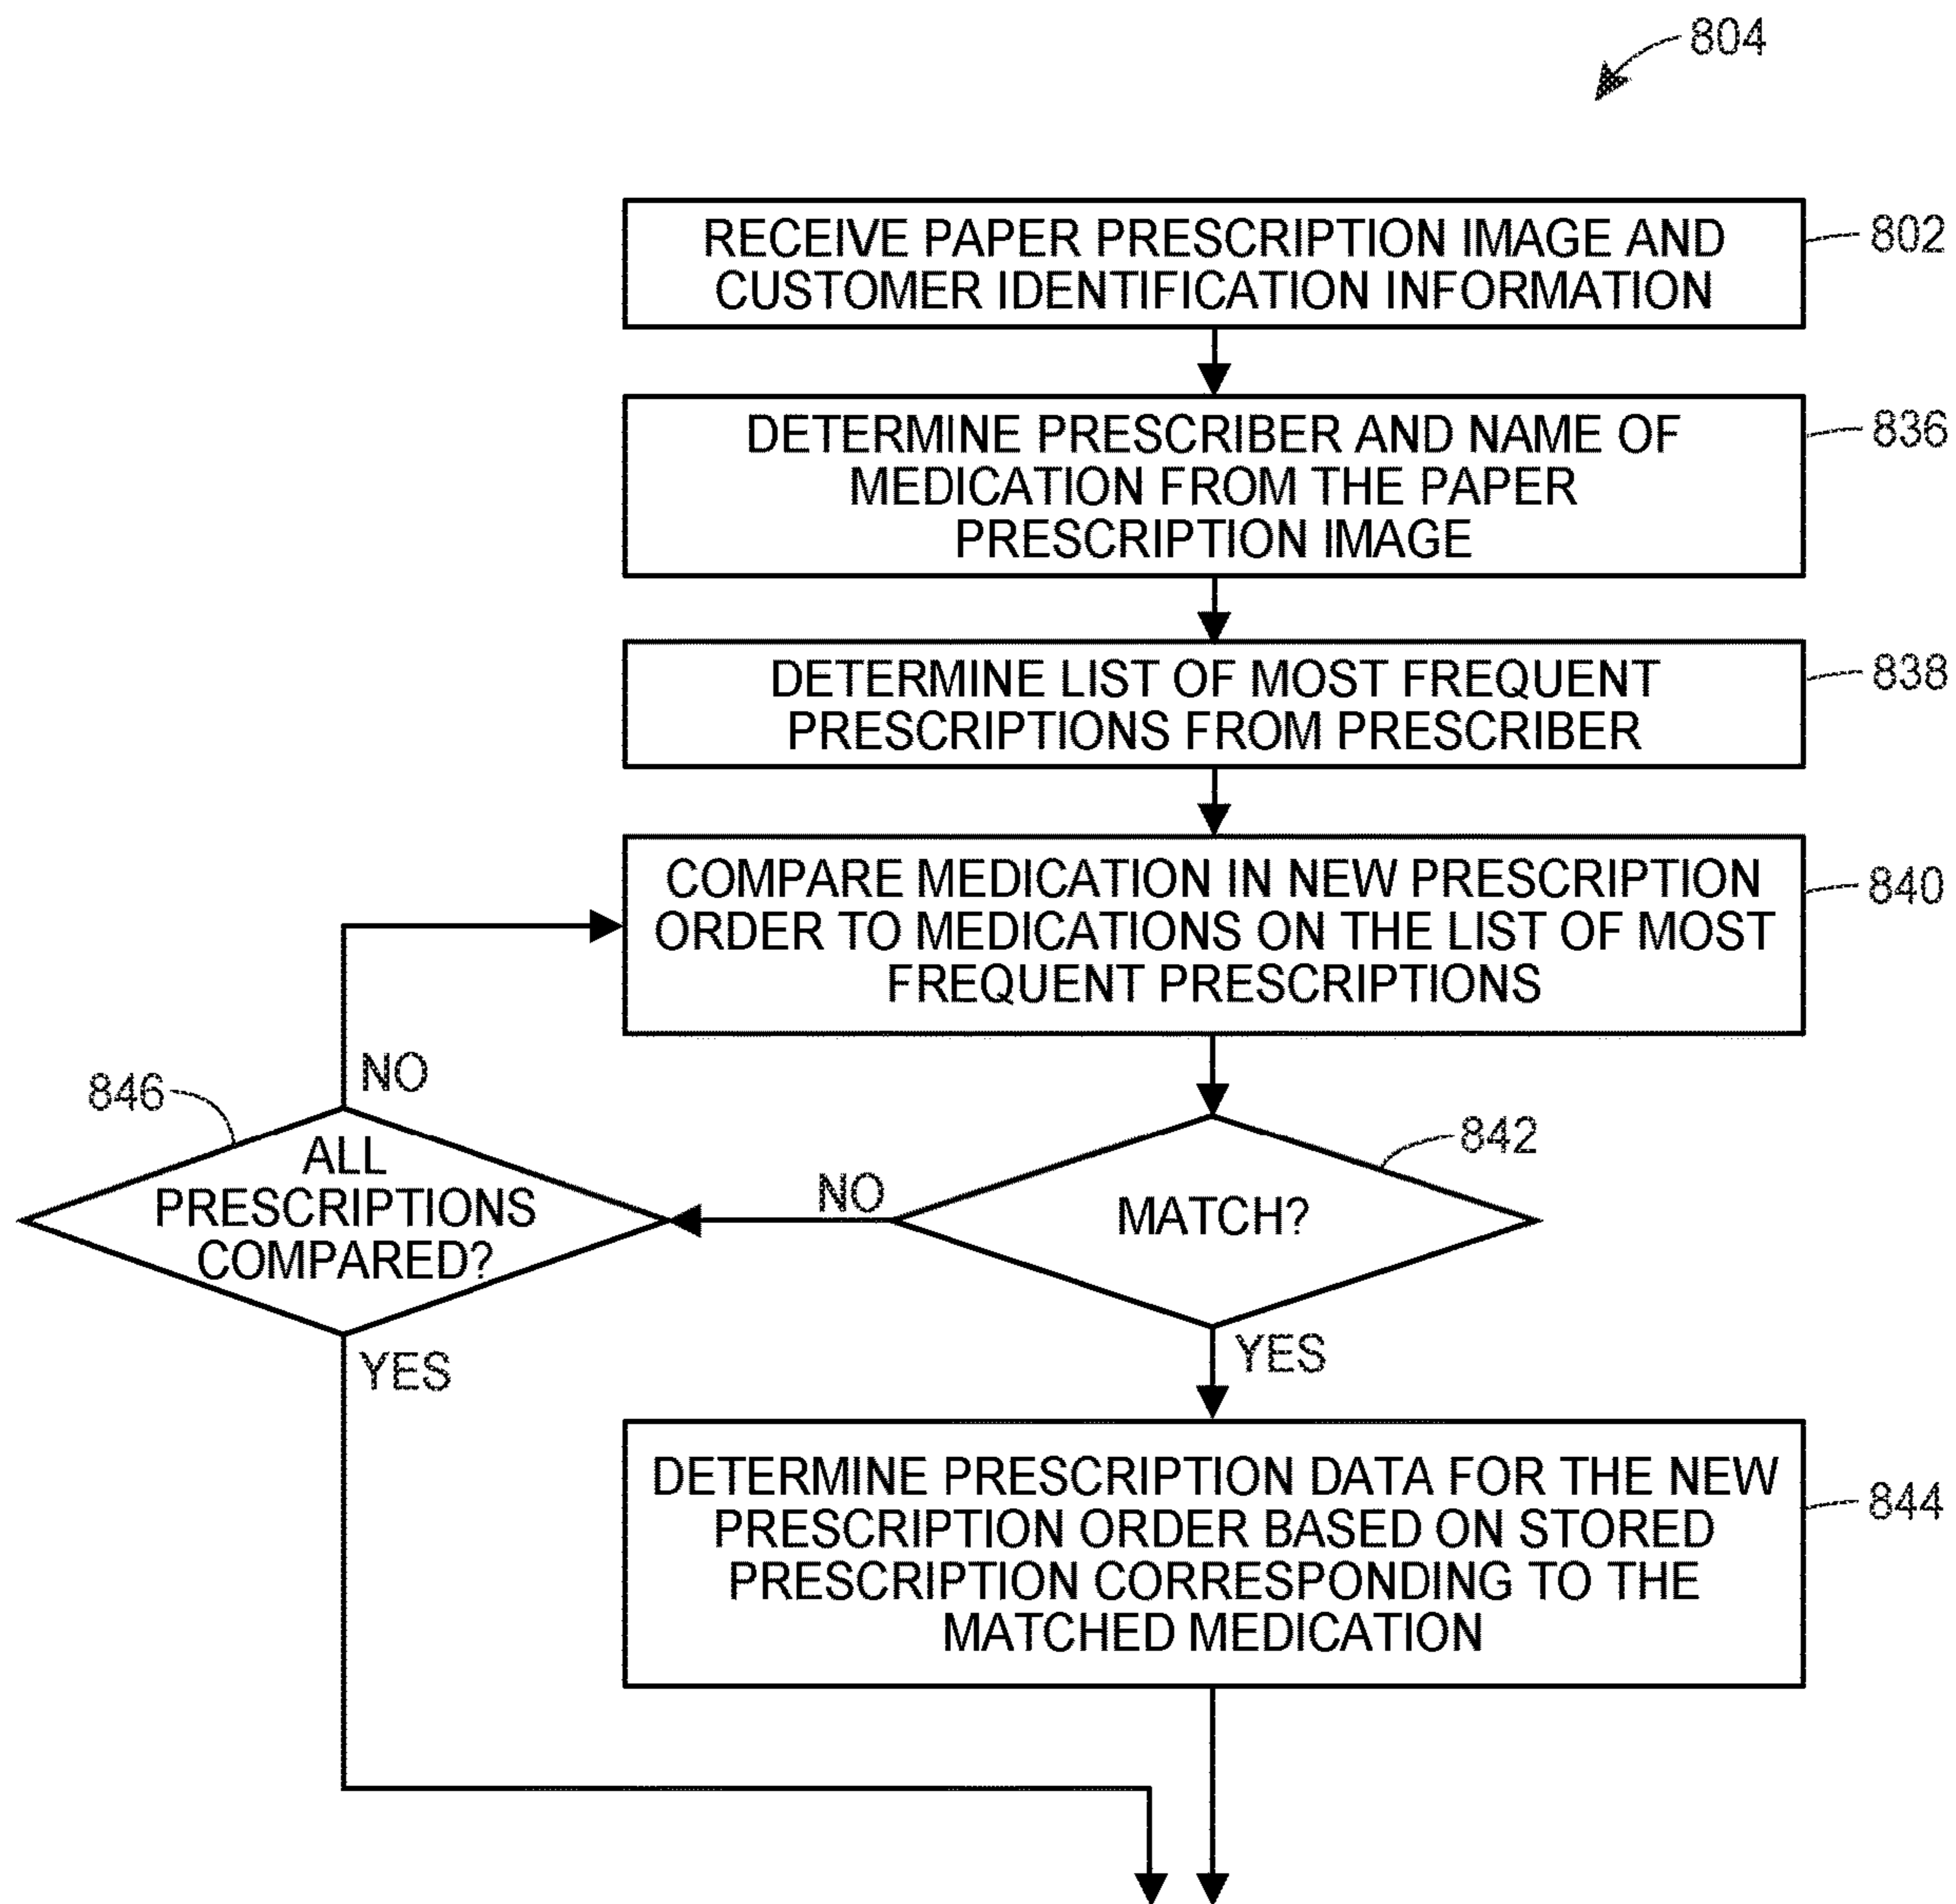 804
RECEIVE PAPER PRESCRIPTION IMAGE AND
CUSTOMER IDENTIFICATION INFORMATION
802
DETERMINE PRESCRIBER AND NAME OF
MEDICATION FROM THE PAPER
PRESCRIPTION IMAGE
836
DETERMINE LIST OF MOST FREQUENT
PRESCRIPTIONS FROM PRESCRIBER
838
COMPARE MEDICATION IN NEW PRESCRIPTION
ORDER TO MEDICATIONS ON THE LIST OF MOST
FREQUENT PRESCRIPTIONS
840
NO
846
ALL
PRESCRIPTIONS
COMPARED?
YES
NO
842
MATCH?
YES
DETERMINE PRESCRIPTION DATA FOR THE NEW
PRESCRIPTION ORDER BASED ON STORED
PRESCRIPTION CORRESPONDING TO THE
MATCHED MEDICATION
844